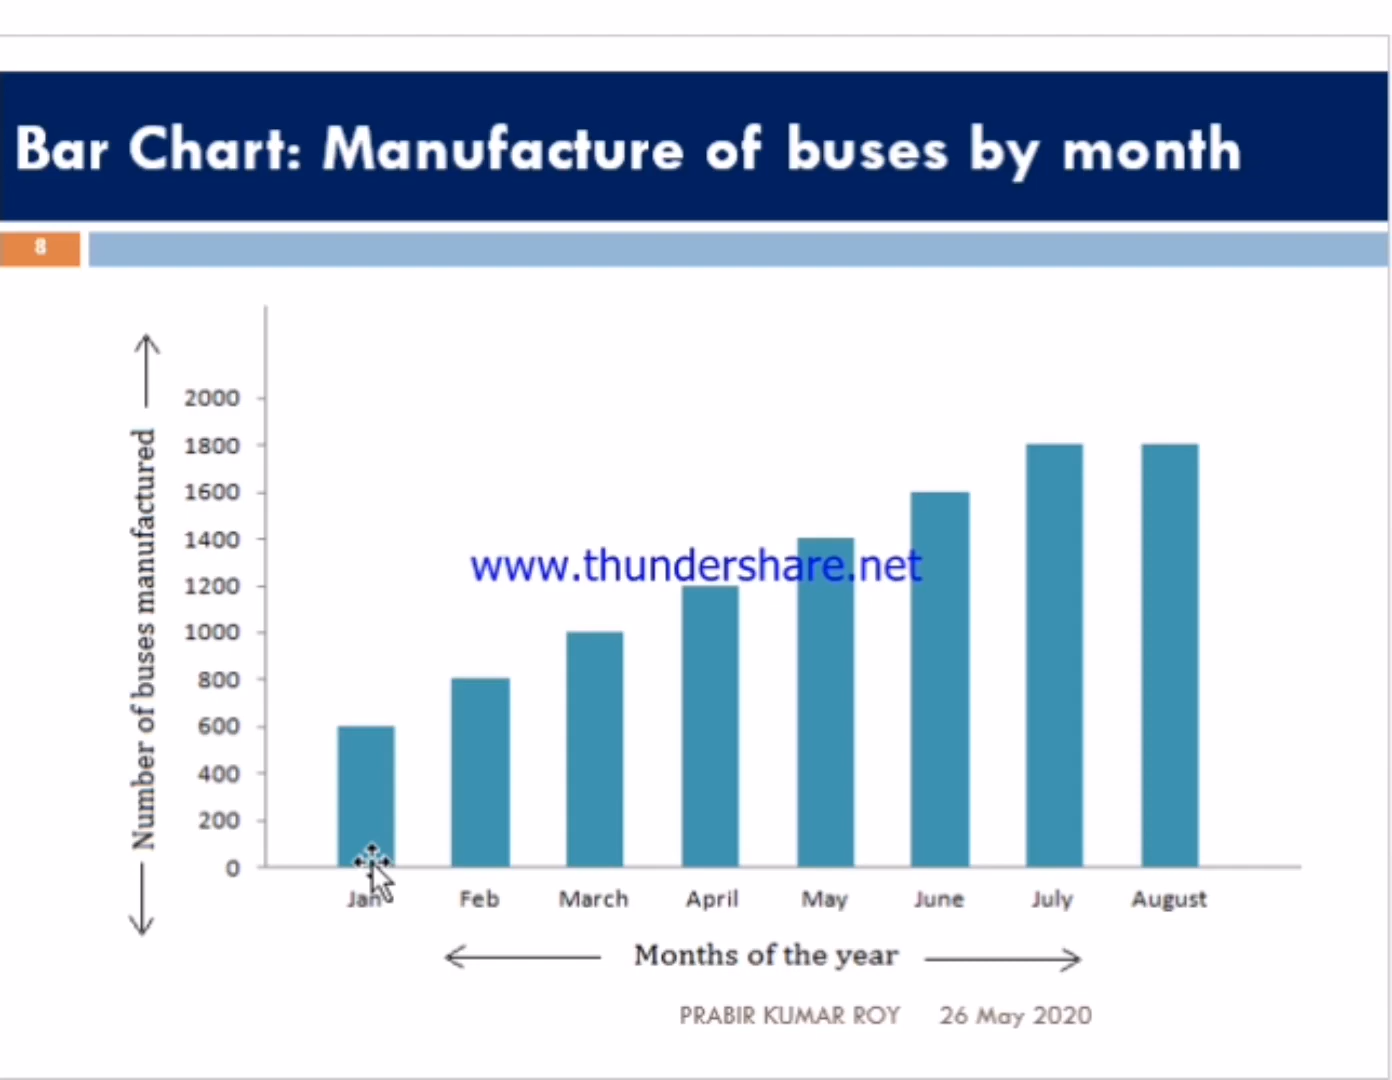 Bar Chart: Manufacture of buses by month
8
Number of buses manufactured
2000
1800
1600
1400
1200
1000
800
600
400
200
0
www.thundershare.net
Jan Feb March April May June July August
Months of the year
PRABIR KUMAR ROY 26 May 2020